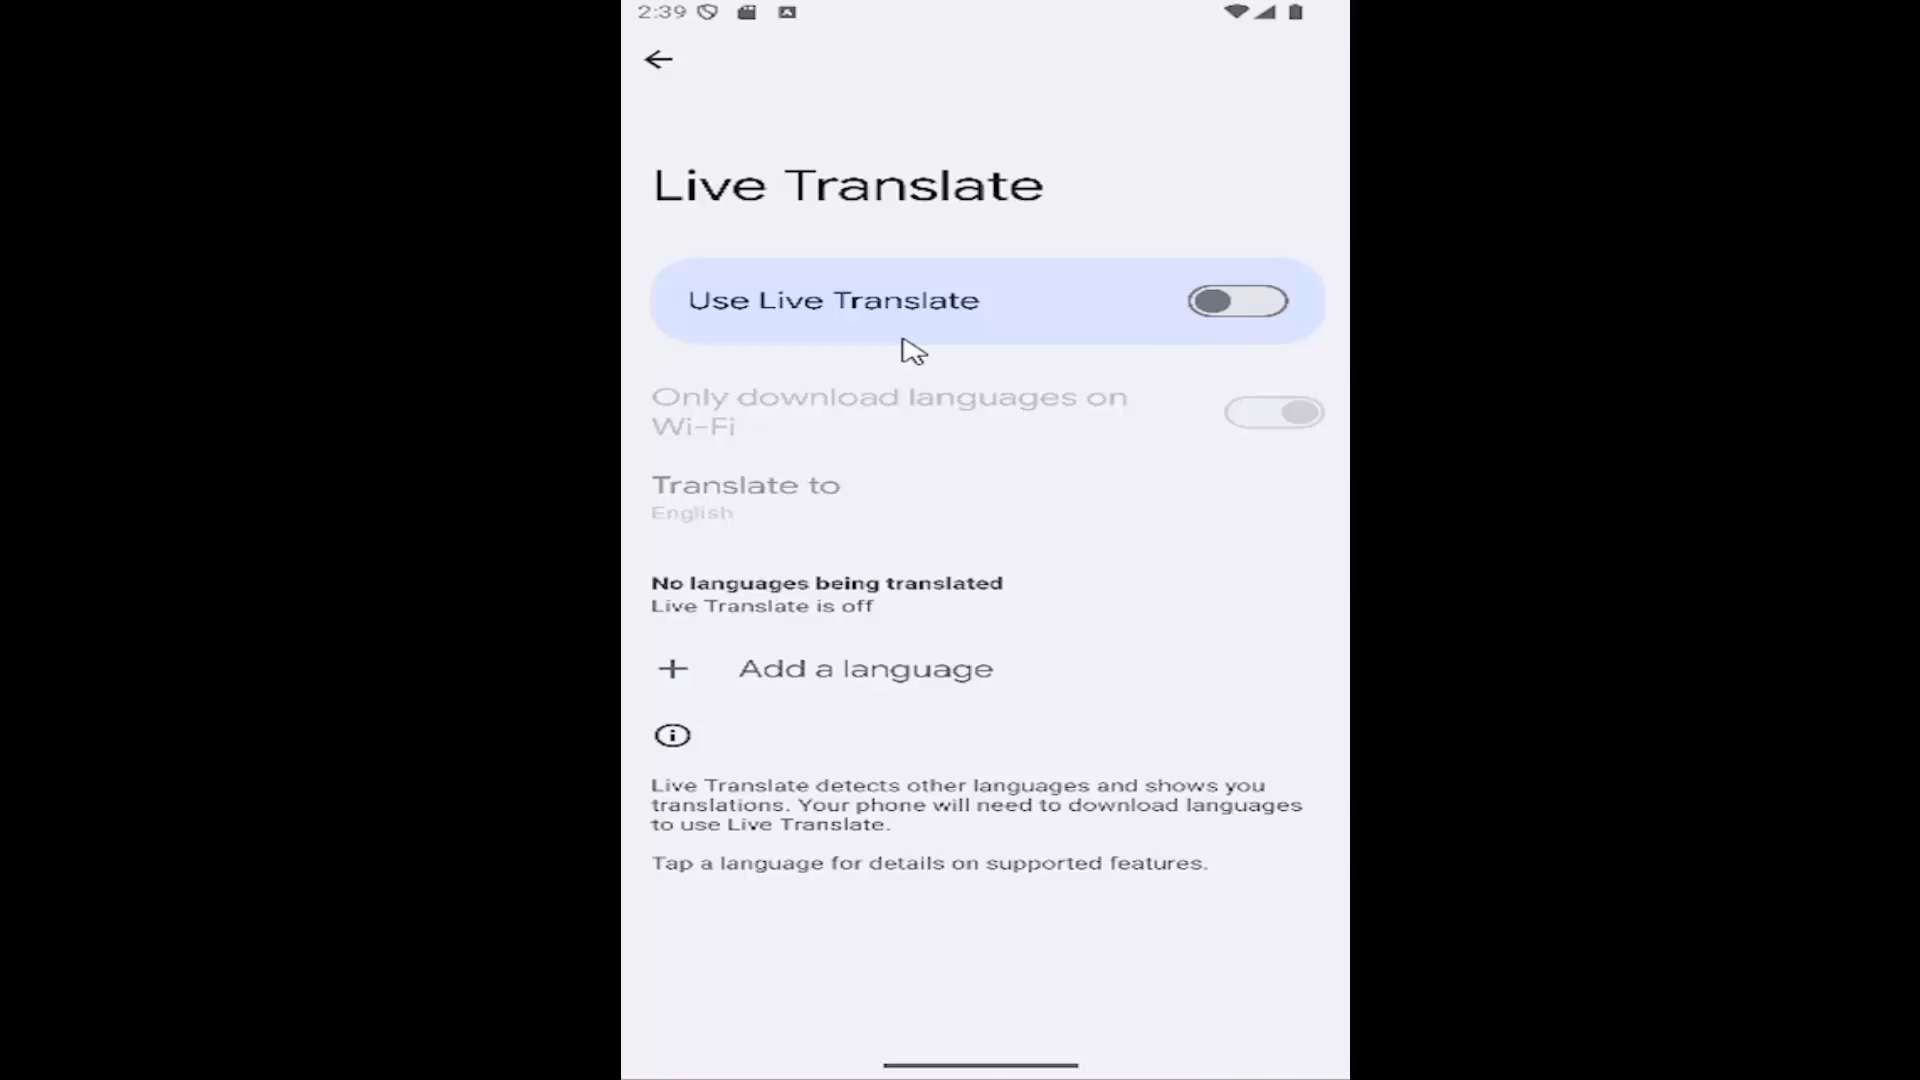 2:39
Live Translate
Use Live Translate
Only download languages on
Wi-Fi
Translate to
English
No languages being translated
Live Translate is off
Add a language
Live Translate detects other languages and shows you
translations. Your phone will need to download languages
to use Live Translate.
Tap a language for details on supported features.